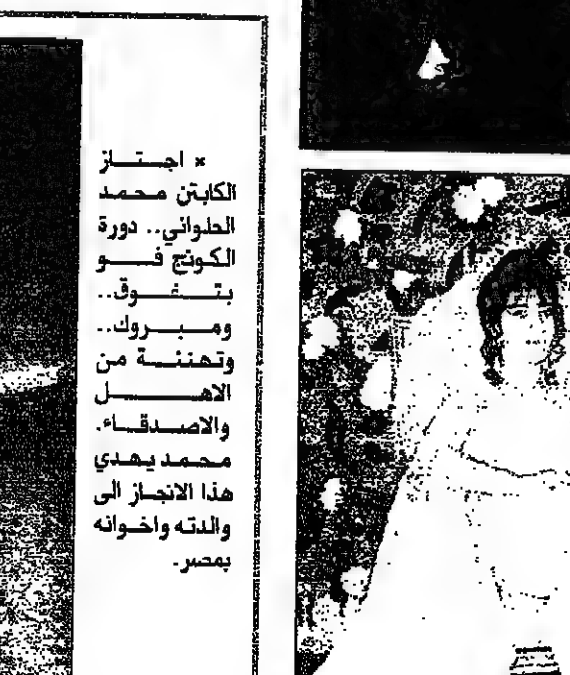 × اجتاز
الكابتن محمد
الحلواني.. دورة
الكونج فو
بتفوق..
ومبروك..
وتهنئة من
الاهل
والاصدقاء.
محمد يهدي
هذا الانجاز الى
والدته واخوانه
بمصر.